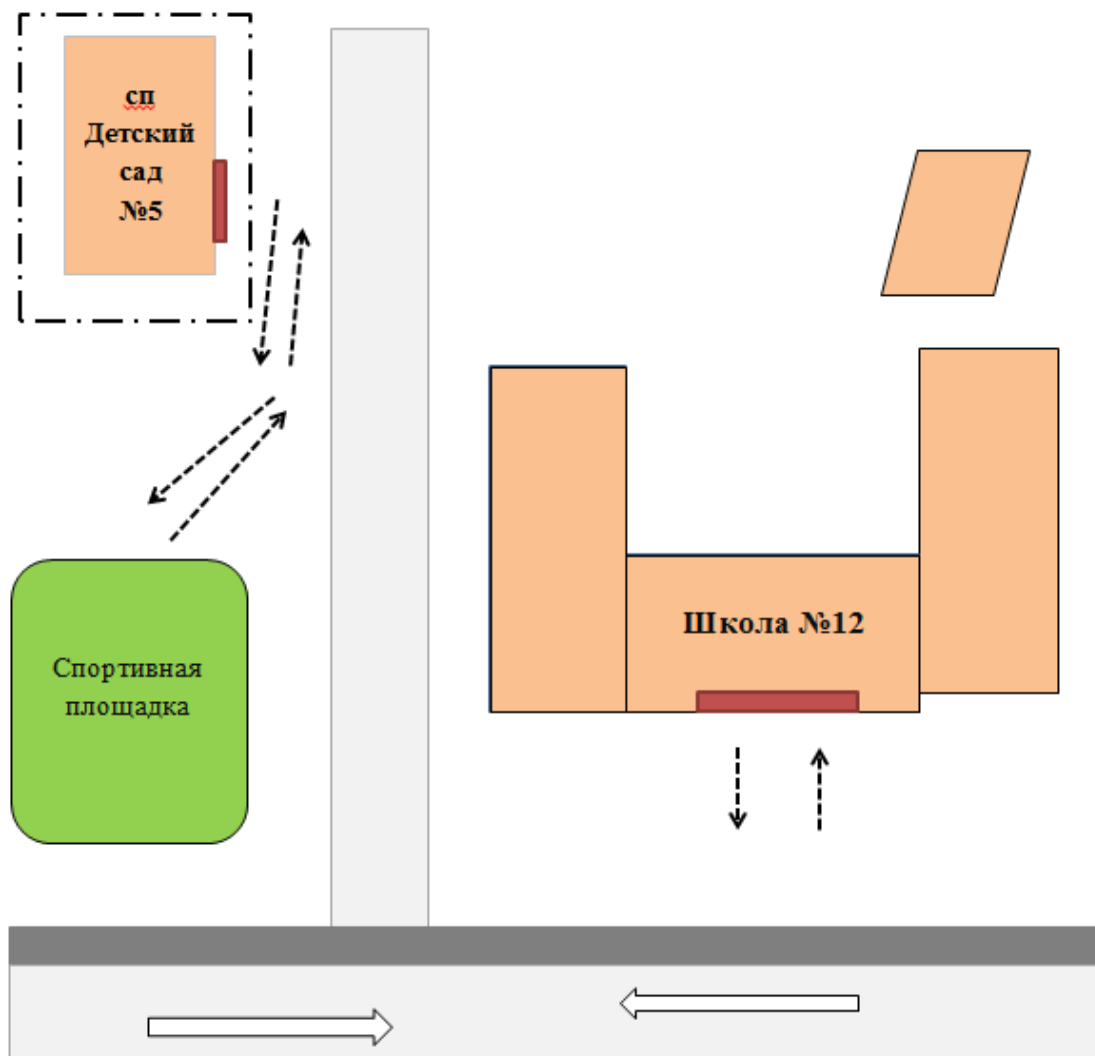 сп
Детский
сад
№5
Школа №12
Спортивная
площадка